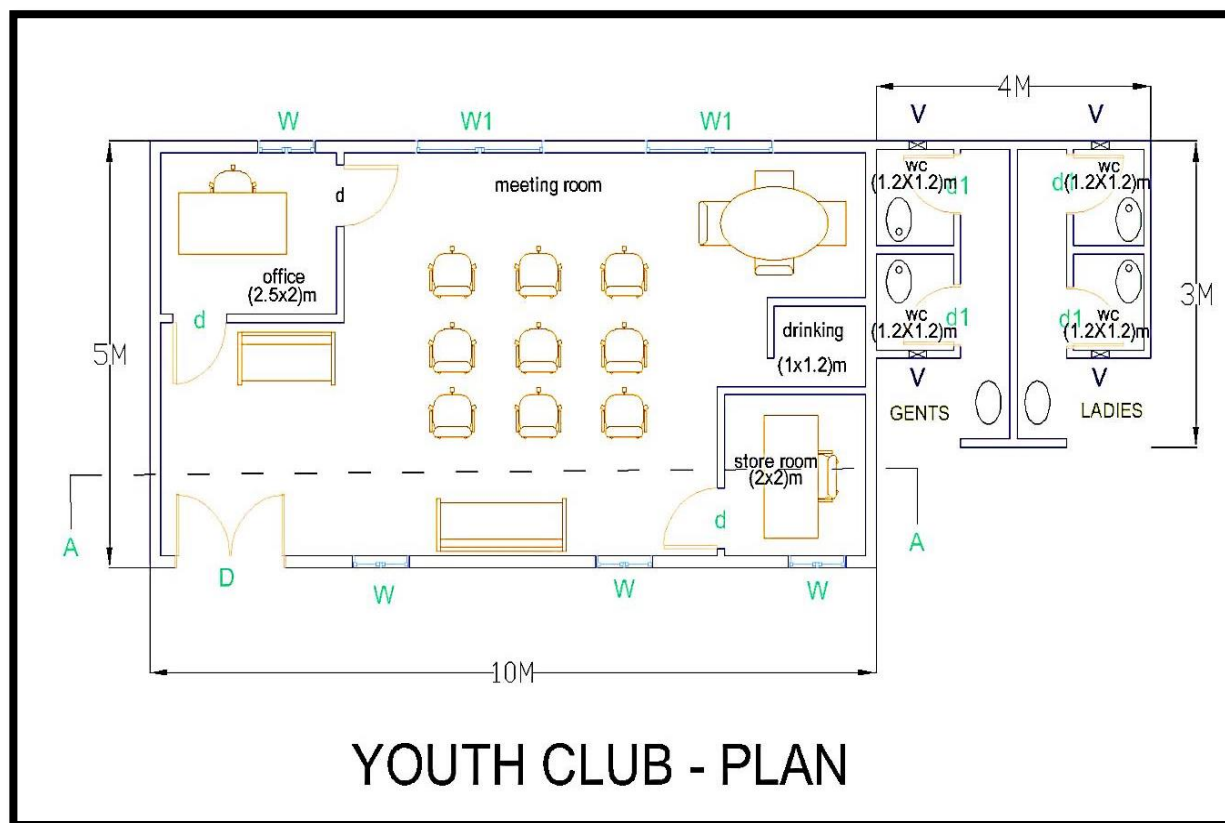 4M
W
W1
W1
V
V
d
meeting room
wc
(1.2X1.2)m
d1
wc
(1.2X1.2)m
d1
office
(2.5x2)m
d
5M
drinking
(1x1.2)m
wc
(1.2X1.2)m
d1
wc
(1.2X1.2)m
d1
3M
V
V
GENTS
LADIES
store room
(2x2)m
A
d
A
D
W
W
W
10M
YOUTH CLUB - PLAN